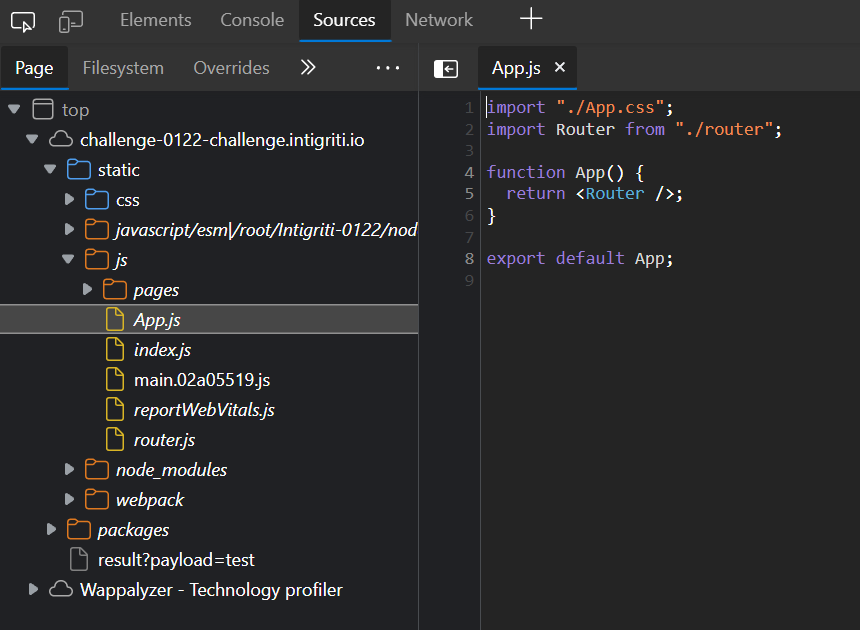 Elements Console Sources Network
Page Filesystem Overrides
App.js
top
challenge-0122-challenge.intigriti.io
static
css
javascript/esm|/root/Intigriti-0122/nod
js
pages
App.js
index.js
main.02a05519.js
reportWebVitals.js
router.js
node_modules
webpack
packages
result?payload=test
Wappalyzer - Technology profiler
1 import "./App.css";
2 import Router from "./router";
3
4 function App() {
5 return <Router />;
6 }
7
8 export default App;
9